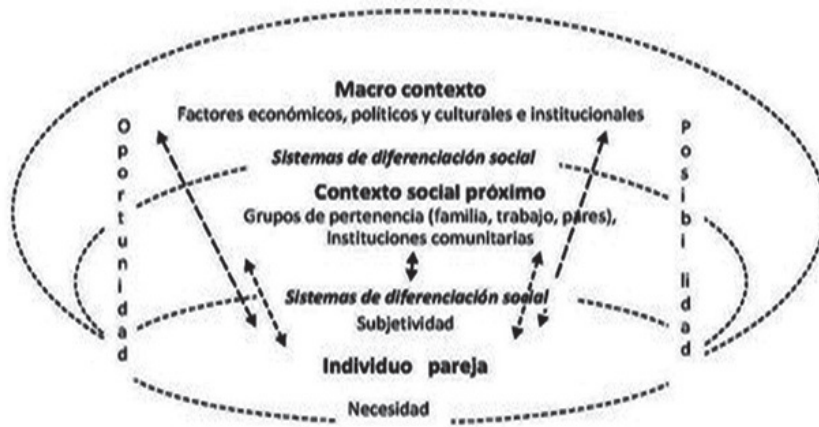 Macro contexto
Factores económicos, políticos y culturales e institucionales
Oportunidad
Posibilidad
Sistemas de diferenciación social
Contexto social próximo
Grupos de pertenencia (familia, trabajo, pares),
Instituciones comunitarias
Sistemas de diferenciación social
Subjetividad
Individuo pareja
Necesidad